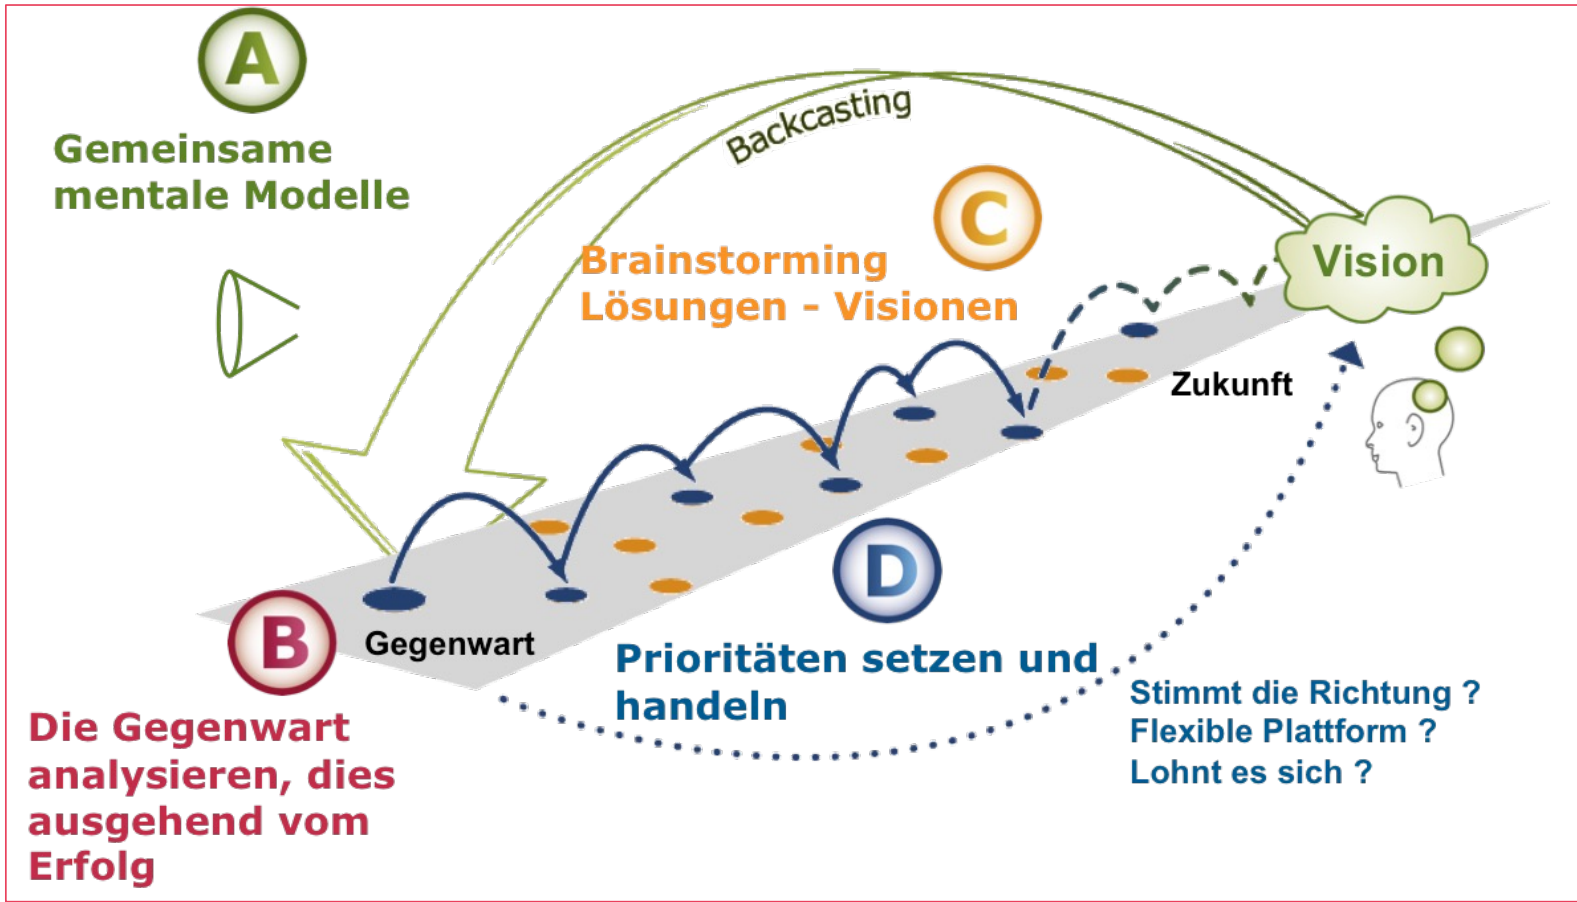 A
Gemeinsame
mentale Modelle
Backcasting
C
Brainstorming
Lösungen - Visionen
Vision
Zukunft
B
Gegenwart
Die Gegenwart
analysieren, dies
ausgehend vom
Erfolg
D
Prioritäten setzen und
handeln
Stimmt die Richtung ?
Flexible Plattform ?
Lohnt es sich ?